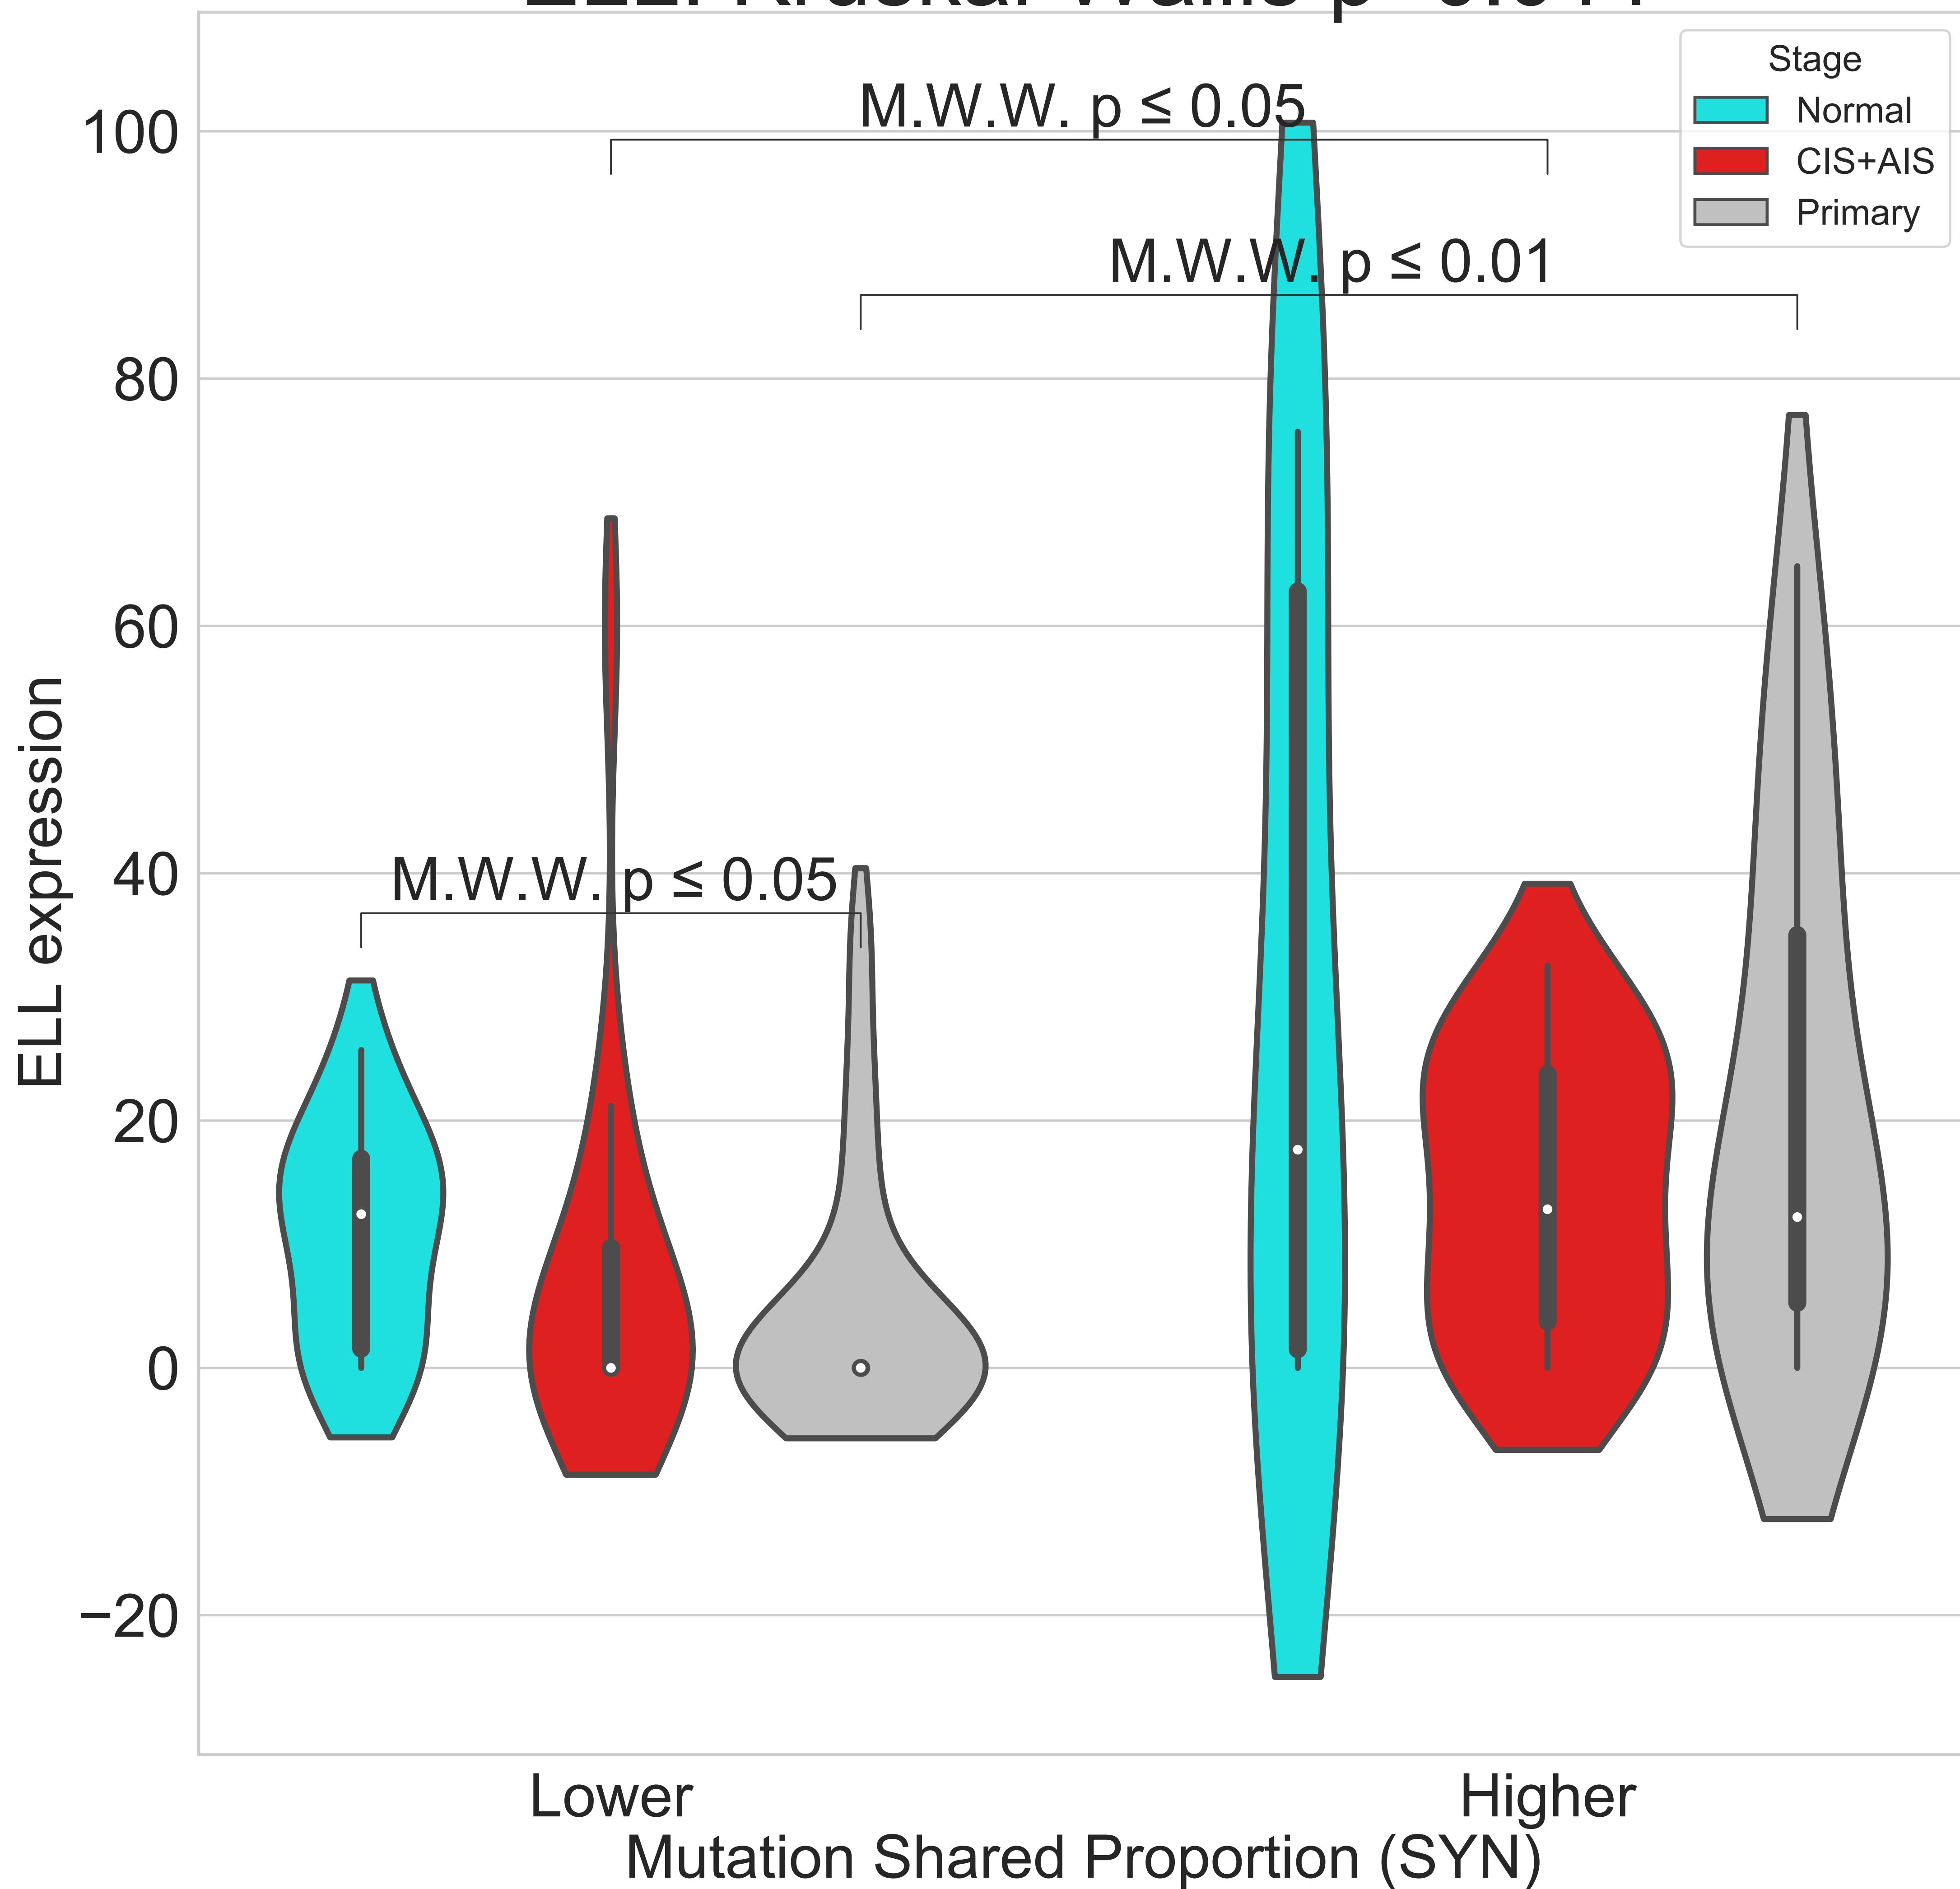 Stage
Normal
CIS+AIS
Primary
M.W.W. p ≤ 0.05
M.W.W. p ≤ 0.01
M.W.W. p ≤ 0.05
100
80
60
40
20
0
−20
ELL expression
Lower
Higher
Mutation Shared Proportion (SYN)